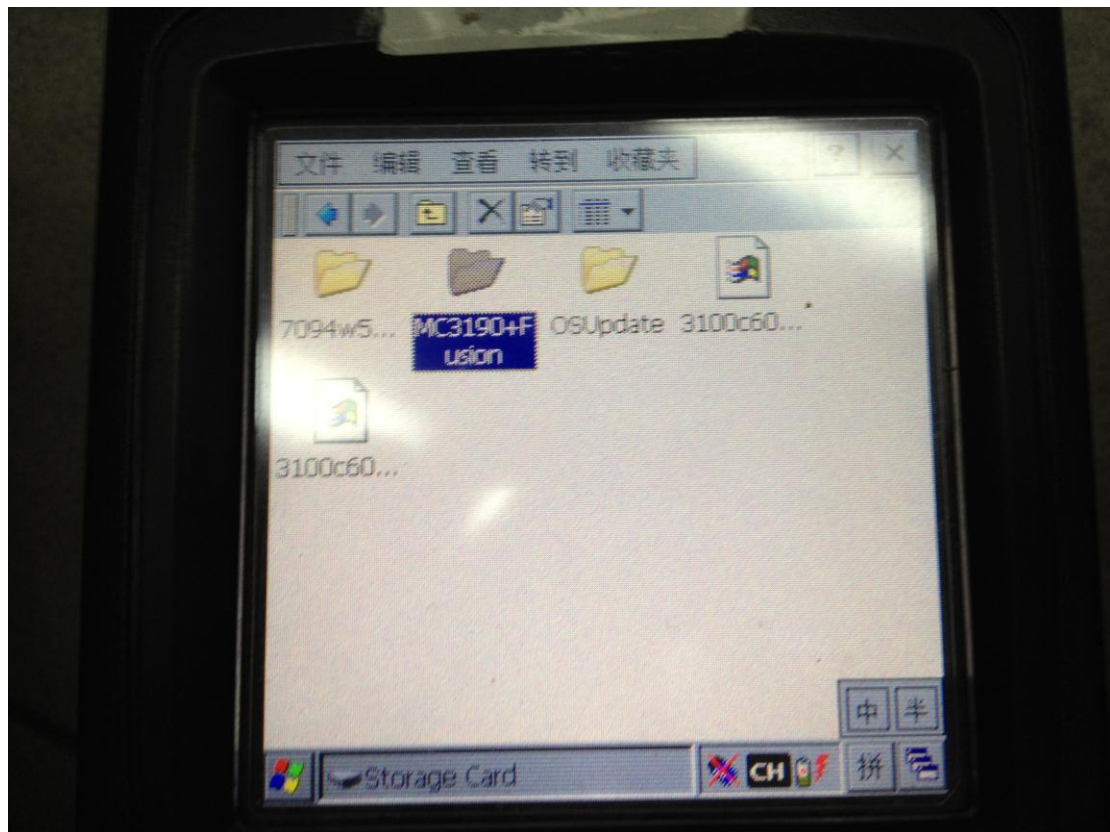 文件 编辑 查看 转到 收藏夹 ? ×
7094w5... MC3190+F OSUpdate 3100c60...
usion
3100c60...
中 半
Storage Card CH 拼